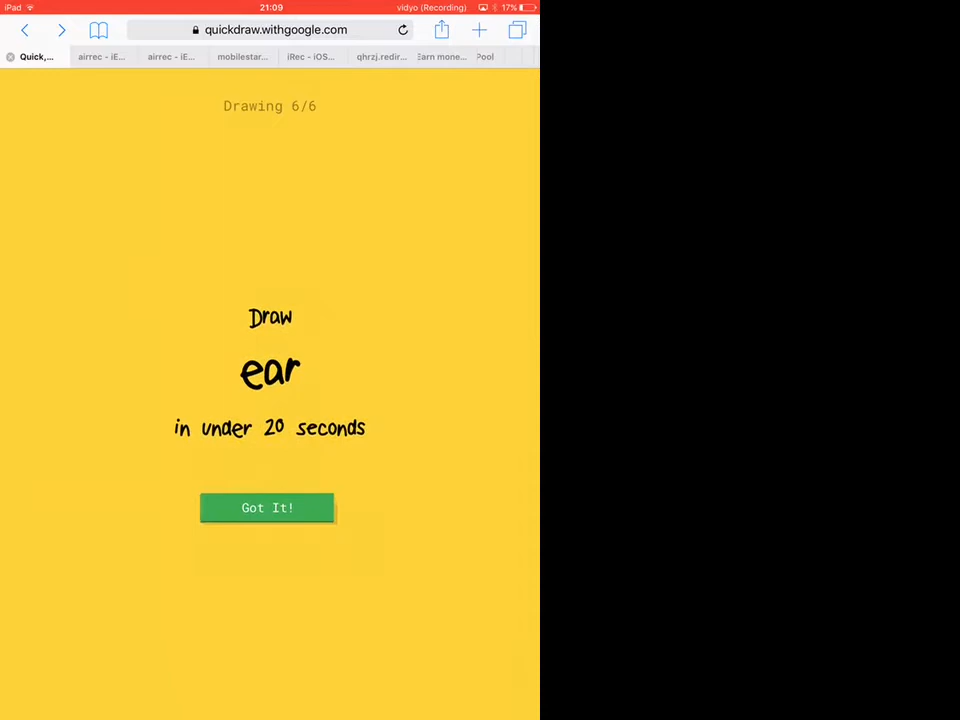 iPad 21:09 vidyo (Recording) 17%
quickdraw.withgoogle.com
Quick,... airrec - iE... airrec - iE... mobilestar... iRec - iOS... qhrzj.redir... Earn mone... Pool
Drawing 6/6
Draw
ear
in under 20 seconds
Got It!